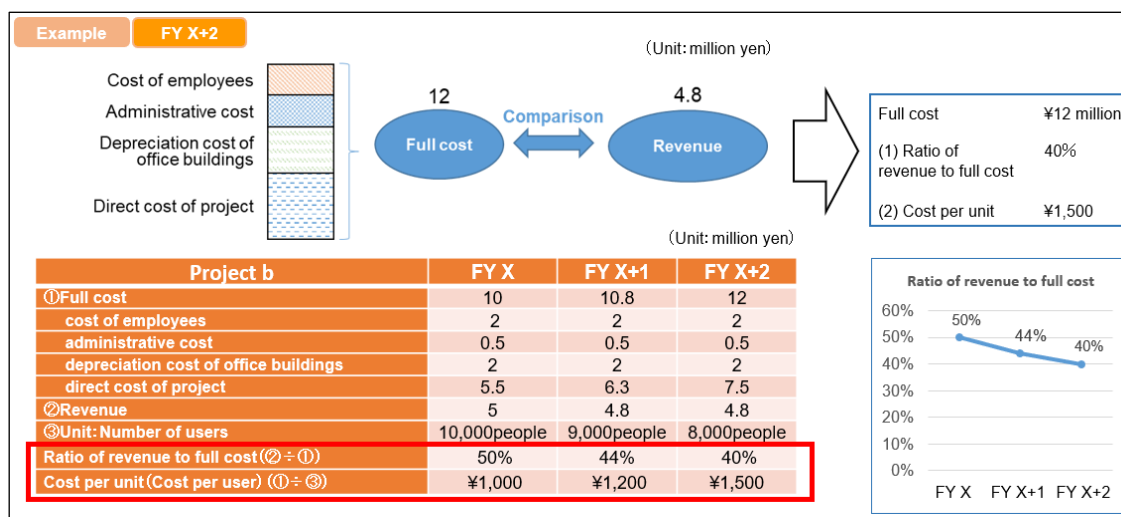 Example
FY X+2
(Unit: million yen)
Cost of employees
Administrative cost
Depreciation cost of
office buildings
Direct cost of project
12
Full cost
Comparison
4.8
Revenue
Full cost ¥12 million
(1) Ratio of
revenue to full cost 40%
(2) Cost per unit ¥1,500
(Unit: million yen)
Project b FY X FY X+1 FY X+2
①Full cost 10 10.8 12
cost of employees 2 2 2
administrative cost 0.5 0.5 0.5
depreciation cost of office buildings 2 2 2
direct cost of project 5.5 6.3 7.5
②Revenue 5 4.8 4.8
③Unit: Number of users 10,000people 9,000people 8,000people
Ratio of revenue to full cost(②÷①) 50% 44% 40%
Cost per unit(Cost per user) (①÷③) ¥1,000 ¥1,200 ¥1,500
Ratio of revenue to full cost
60%
50%
40%
30%
20%
10%
0%
50%
44%
40%
FY X FY X+1 FY X+2